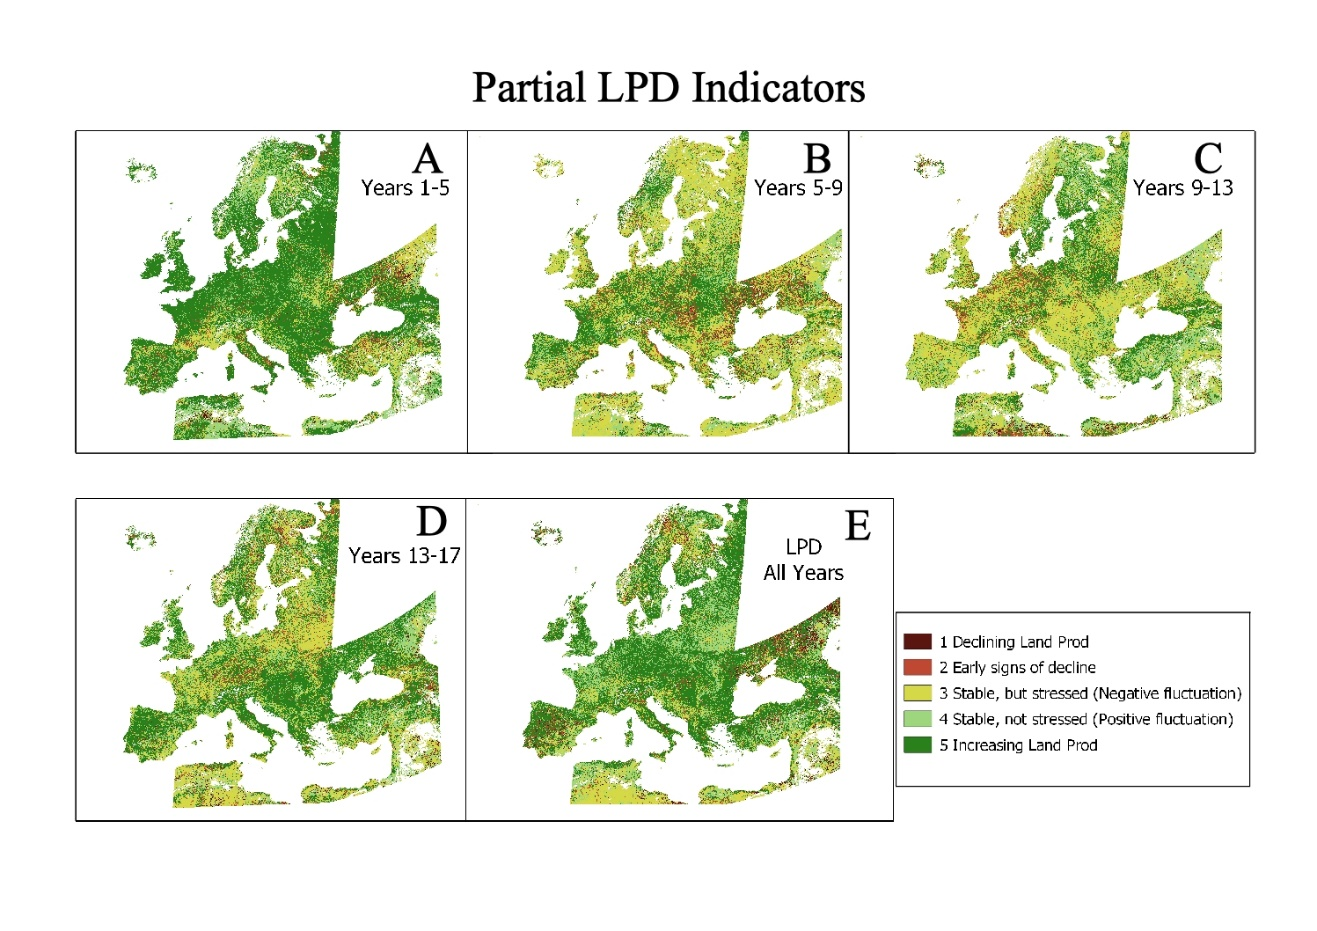 Partial LPD Indicators
A
Years 1-5
B
Years 5-9
C
Years 9-13
D
Years 13-17
E
LPD
All Years
1 Declining Land Prod
2 Early signs of decline
3 Stable, but stressed (Negative fluctuation)
4 Stable, not stressed (Positive fluctuation)
5 Increasing Land Prod